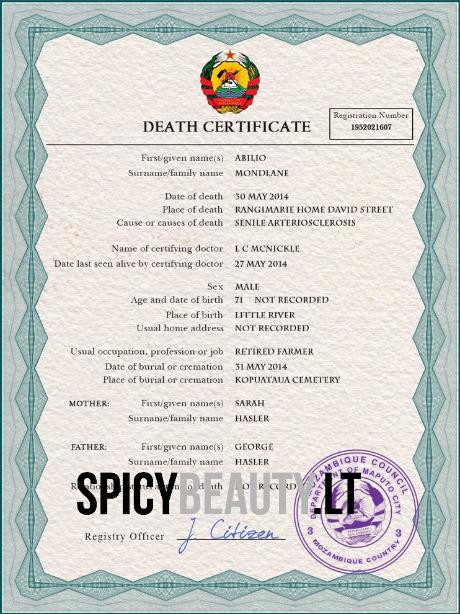 DEATH CERTIFICATE
Registration Number
1952021607
First/given name(s) ABILIO
Surname/family name MONDLANE
Date of death 30 MAY 2014
Place of death RANGIMARIE HOME DAVID STREET
Cause or causes of death SENILE ARTERIOSCLEROSIS
Name of certifying doctor L C MCNICKLE
Date last seen alive by certifying doctor 27 MAY 2014
Sex MALE
Age and date of birth 71 NOT RECORDED
Place of birth LITTLE RIVER
Usual home address NOT RECORDED
Usual occupation, profession or job RETIRED FARMER
Date of burial or cremation 31 MAY 2014
Place of burial or cremation KOPUATAUA CEMETERY
MOTHER: First/given name(s) SARAH
Surname/family name HASLER
FATHER: First/given name(s) GEORGE
Surname/family name HASLER
SPICYBEAUTY.LT
Registry Officer J Citizen
MOZAMBIQUE COUNCIL
DEPARTMENT OF MAPUTO CITY
3 3
MOZAMBIQUE COUNTRY